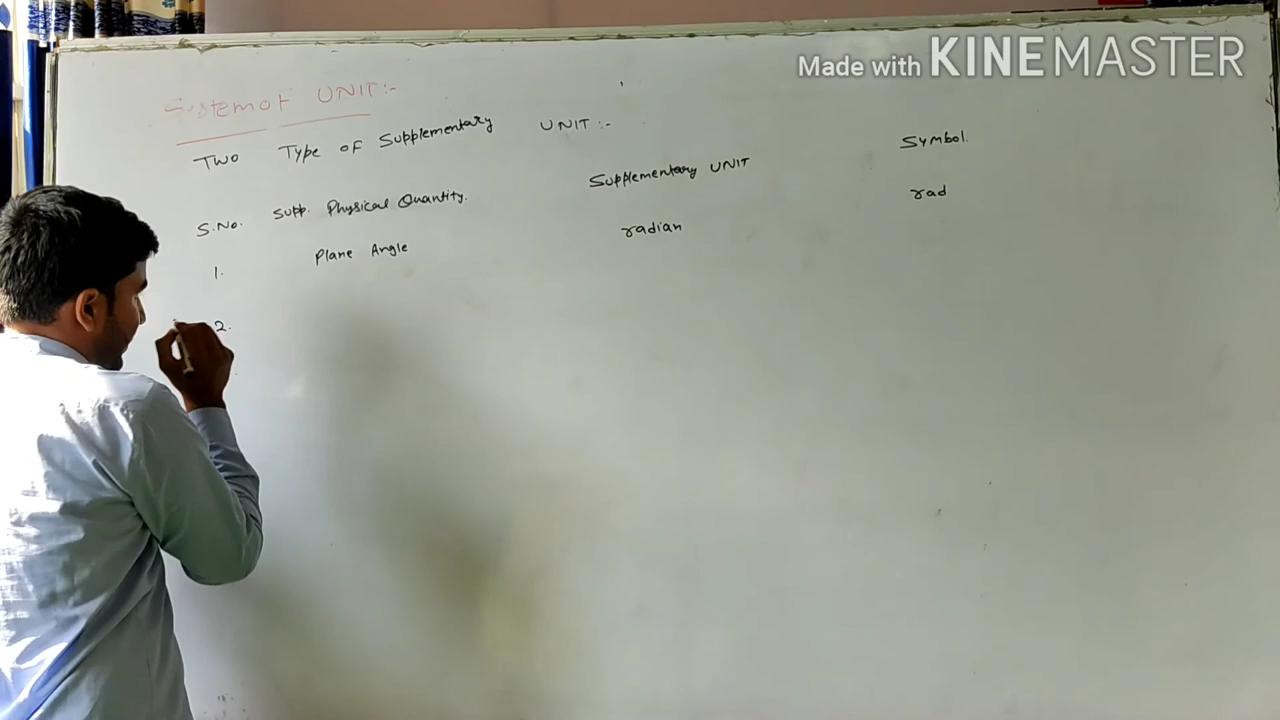 Made with KINEMASTER
System of UNIT:-
TWO Type OF Supplementary UNIT:-
S.No. Supp. Physical Quantity. Supplementary UNIT Symbol.
1. Plane Angle radian rad
2.